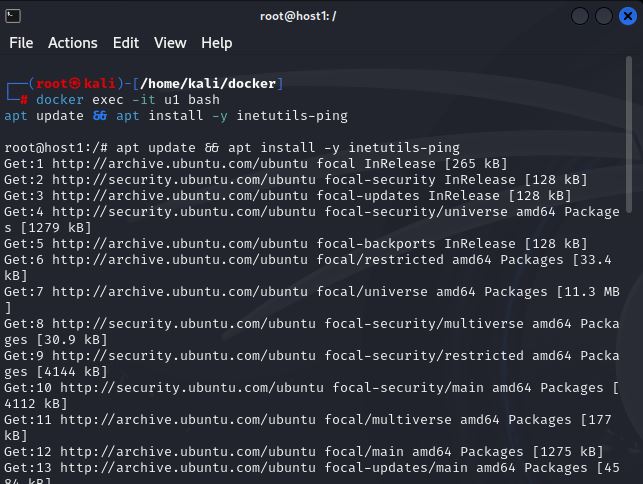 root@host1: /
File Actions Edit View Help
┌──(root㉿kali)-[/home/kali/docker]
└─# docker exec -it u1 bash
apt update && apt install -y inetutils-ping
root@host1:/# apt update && apt install -y inetutils-ping
Get:1 http://archive.ubuntu.com/ubuntu focal InRelease [265 kB]
Get:2 http://security.ubuntu.com/ubuntu focal-security InRelease [128 kB]
Get:3 http://archive.ubuntu.com/ubuntu focal-updates InRelease [128 kB]
Get:4 http://security.ubuntu.com/ubuntu focal-security/universe amd64 Package
s [1279 kB]
Get:5 http://archive.ubuntu.com/ubuntu focal-backports InRelease [128 kB]
Get:6 http://archive.ubuntu.com/ubuntu focal/restricted amd64 Packages [33.4
kB]
Get:7 http://archive.ubuntu.com/ubuntu focal/universe amd64 Packages [11.3 MB
]
Get:8 http://security.ubuntu.com/ubuntu focal-security/multiverse amd64 Packa
ges [30.9 kB]
Get:9 http://security.ubuntu.com/ubuntu focal-security/restricted amd64 Packa
ges [4144 kB]
Get:10 http://security.ubuntu.com/ubuntu focal-security/main amd64 Packages [
4112 kB]
Get:11 http://archive.ubuntu.com/ubuntu focal/multiverse amd64 Packages [177
kB]
Get:12 http://archive.ubuntu.com/ubuntu focal/main amd64 Packages [1275 kB]
Get:13 http://archive.ubuntu.com/ubuntu focal-updates/main amd64 Packages [45
84 kB]